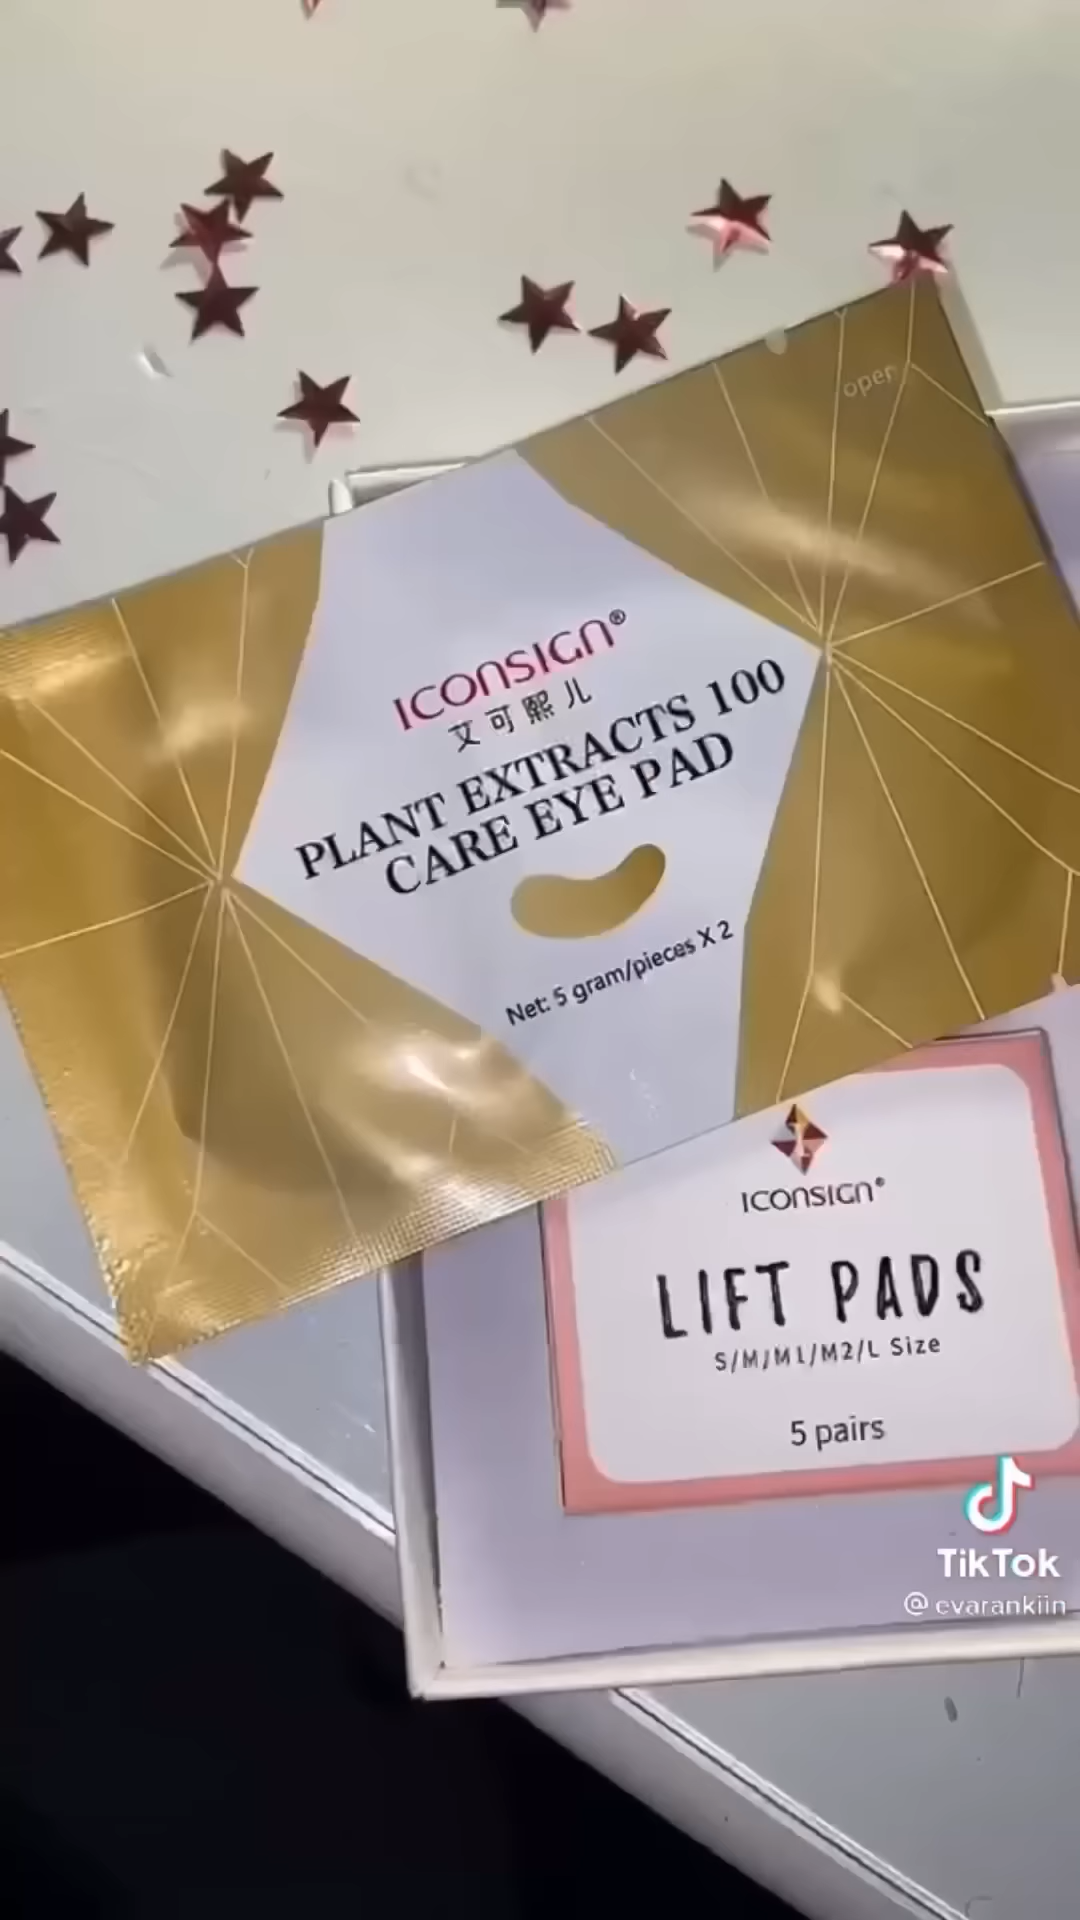 open
ICONSIGN®
艾可熙儿
PLANT EXTRACTS 100
CARE EYE PAD
Net: 5 gram/pieces X 2
ICONSIGN®
LIFT PADS
S/M/M1/M2/L Size
5 pairs
TikTok
@evarankiin